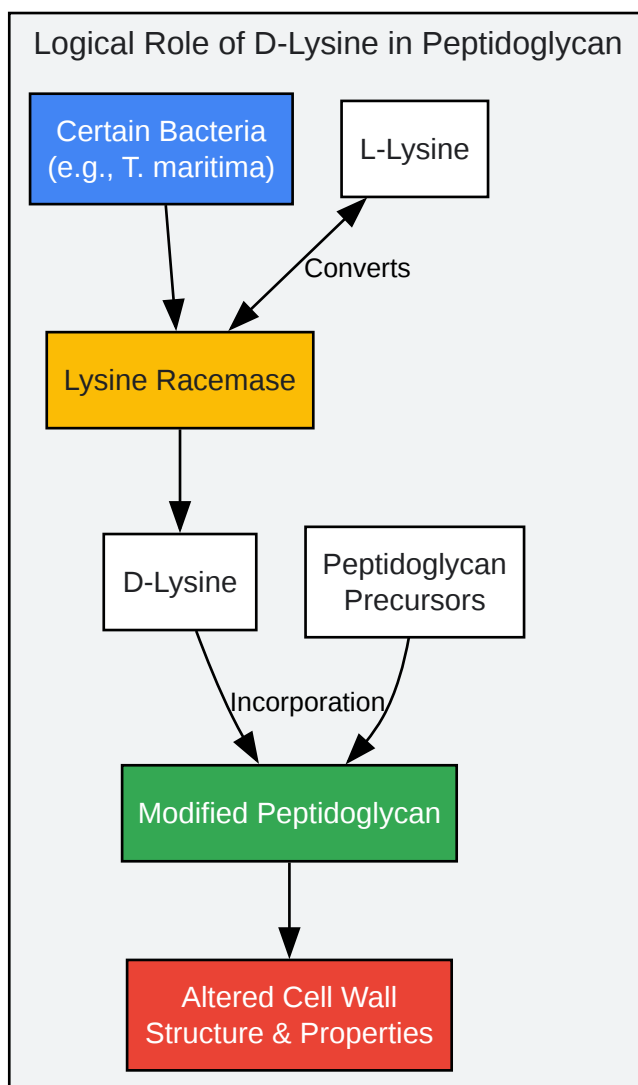 Logical Role of D-Lysine in Peptidoglycan
Certain Bacteria
(e.g., T. maritima)
L-Lysine
Converts
Lysine Racemase
D-Lysine
Peptidoglycan
Precursors
Incorporation
Modified Peptidoglycan
Altered Cell Wall
Structure & Properties